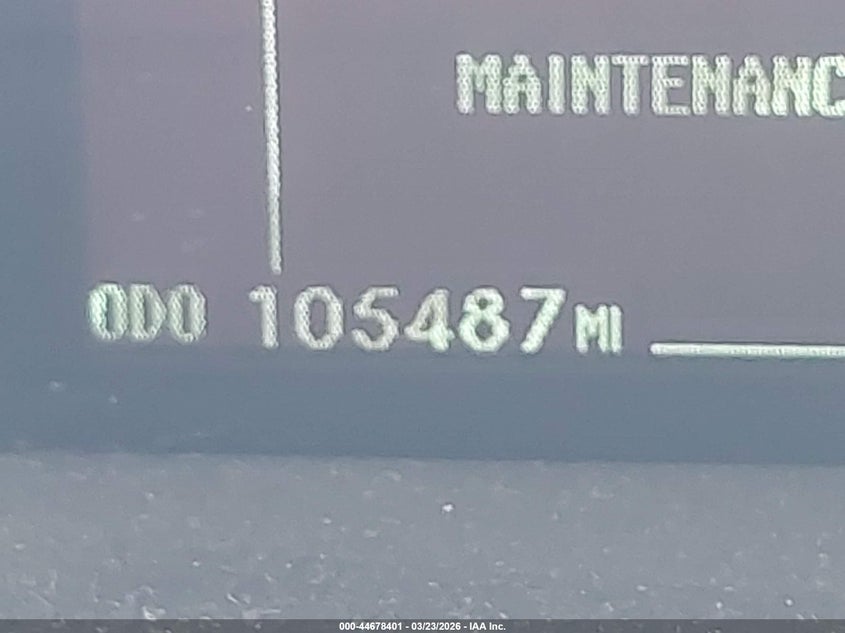 MAINTENANC
ODO 105487 MI
000-44678401 - 03/23/2026 - IAA Inc.